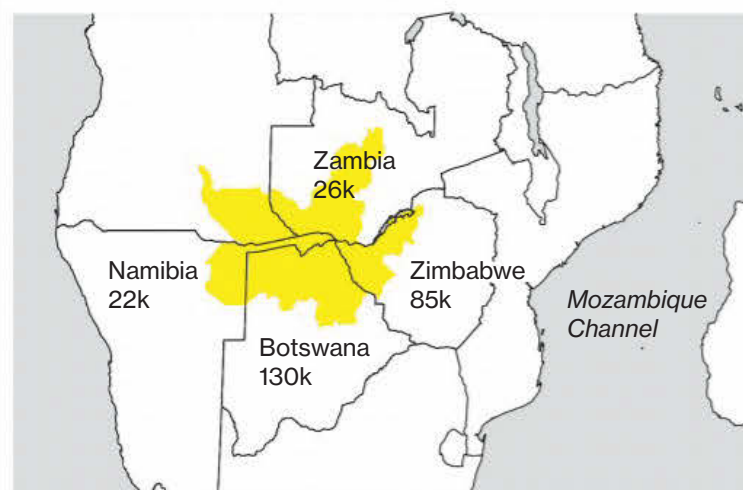 Zambia
26k
Namibia
22k
Zimbabwe
85k
Mozambique
Channel
Botswana
130k